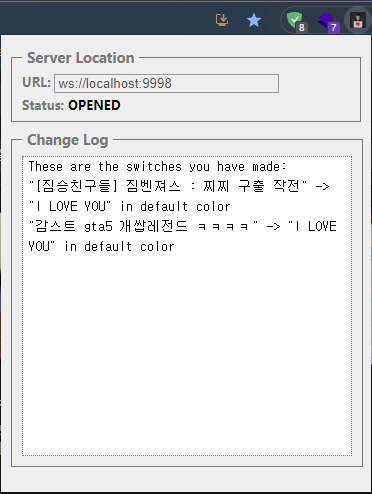 8
7
Server Location
URL: ws://localhost:9998
Status: OPENED
Change Log
These are the switches you have made:
"[짐승친구들] 짐벤져스 : 찌찌 구출 작전" ->
"I LOVE YOU" in default color
"감스트 gta5 개쌉레전드 ㅋㅋㅋㅋ" -> "I LOVE
YOU" in default color